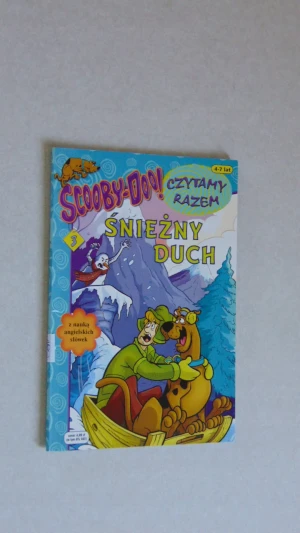 4-7 lat
SCOOBY-DOO!
CZYTAMY
RAZEM
3
ŚNIEŻNY
DUCH
z nauką
angielskich
słówek